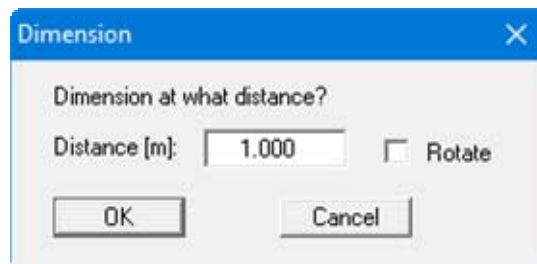 Dimension
Dimension at what distance?
Distance [m]: 1.000 Rotate
OK Cancel